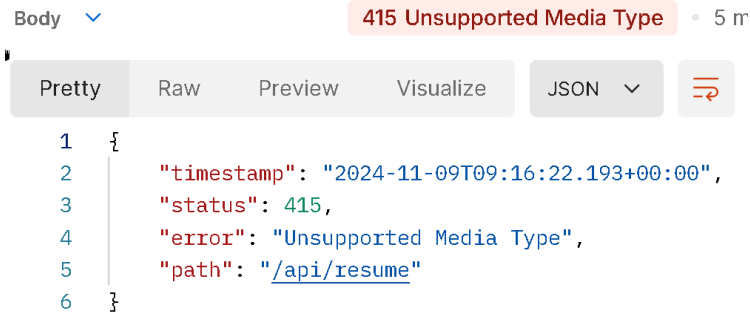 Body 415 Unsupported Media Type 5 m
Pretty Raw Preview Visualize JSON
1 {
2 "timestamp": "2024-11-09T09:16:22.193+00:00",
3 "status": 415,
4 "error": "Unsupported Media Type",
5 "path": "/api/resume"
6 }